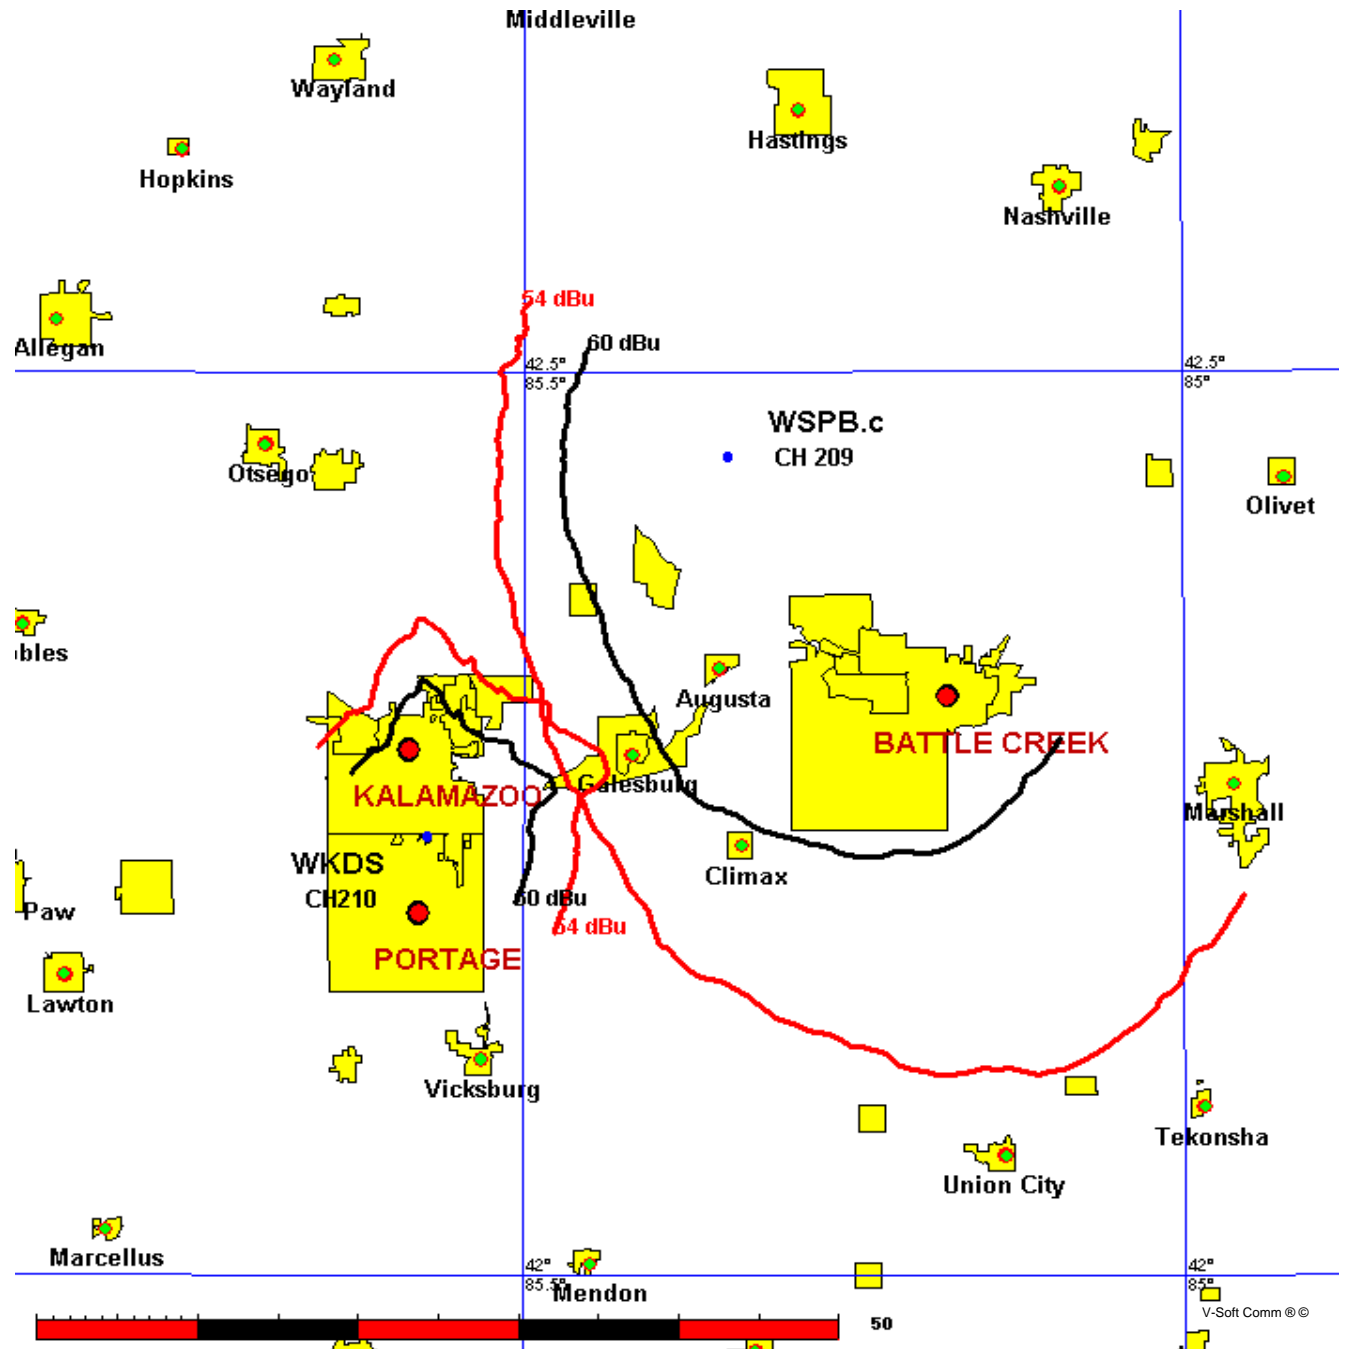 Middleville
Wayland
Hastings
Hopkins
Nashville
54 dBu
60 dBu
Allegan
42.5°
85.5°
42.5°
85°
WSPB.c
CH 209
Otsego
Olivet
bles
Augusta
BATTLE CREEK
Galesburg
KALAMAZOO
Marshall
WKDS
CH210
Climax
60 dBu
54 dBu
Paw
PORTAGE
Lawton
Vicksburg
Tekonsha
Union City
Marcellus
42°
85.5°
42°
85°
Mendon
V-Soft Comm ® ©
50